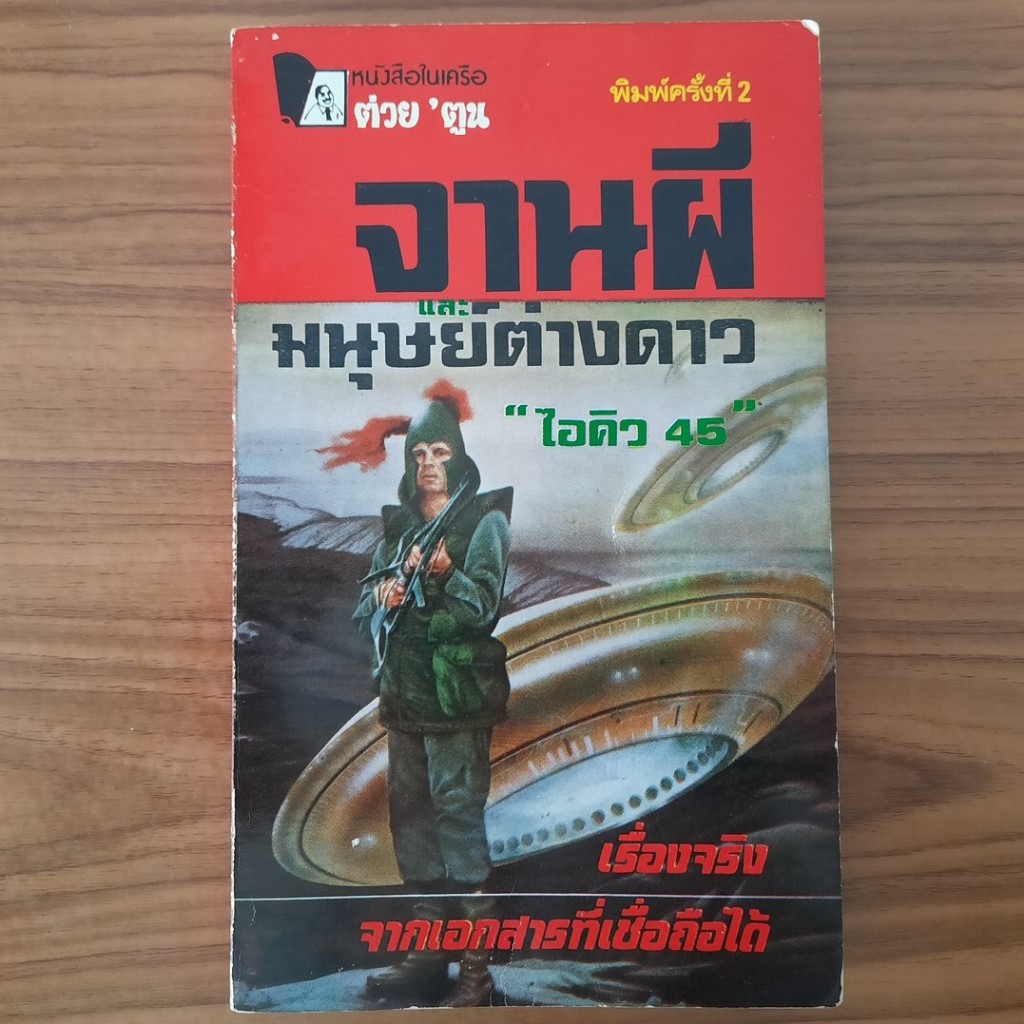 หนังสือในเครือ
ต่วย 'ตูน
พิมพ์ครั้งที่ 2
จานผี
และ
มนุษย์ต่างดาว
“ ไอคิว 45 ”
เรื่องจริง
จากเอกสารที่เชื่อถือได้